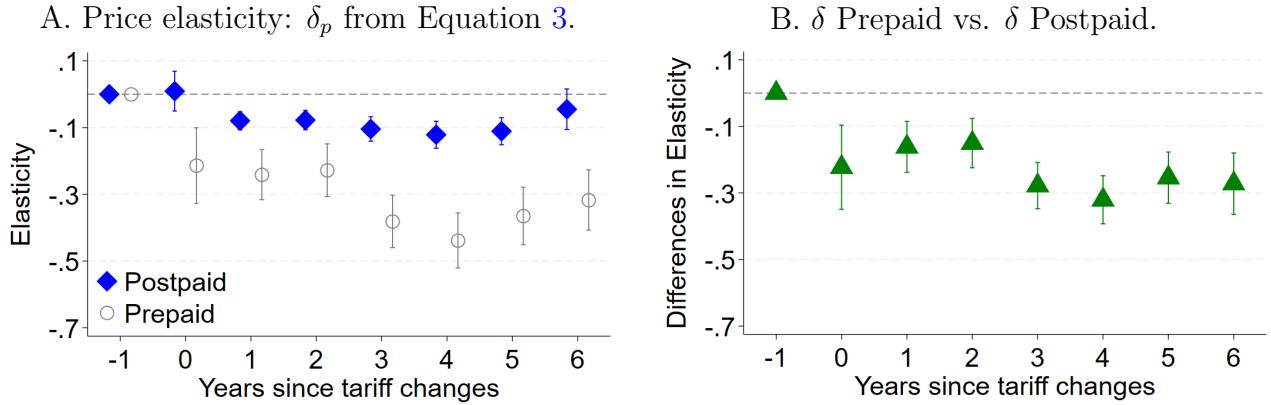 A. Price elasticity: δp from Equation 3.
.1
-.1
-.3
-.5
-.7
Elasticity
Postpaid
Prepaid
-1 0 1 2 3 4 5 6
Years since tariff changes
B. δ Prepaid vs. δ Postpaid.
.1
-.1
-.3
-.5
-.7
Differences in Elasticity
-1 0 1 2 3 4 5 6
Years since tariff changes